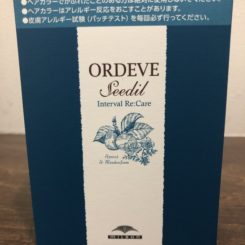 ●ヘアカラーはアレルギー反応をおこすことがあります。
●皮膚アレルギー試験（パッチテスト）を毎回必ず行ってください。
ORDEVE
Seedil
Interval Re:Care
MILBON